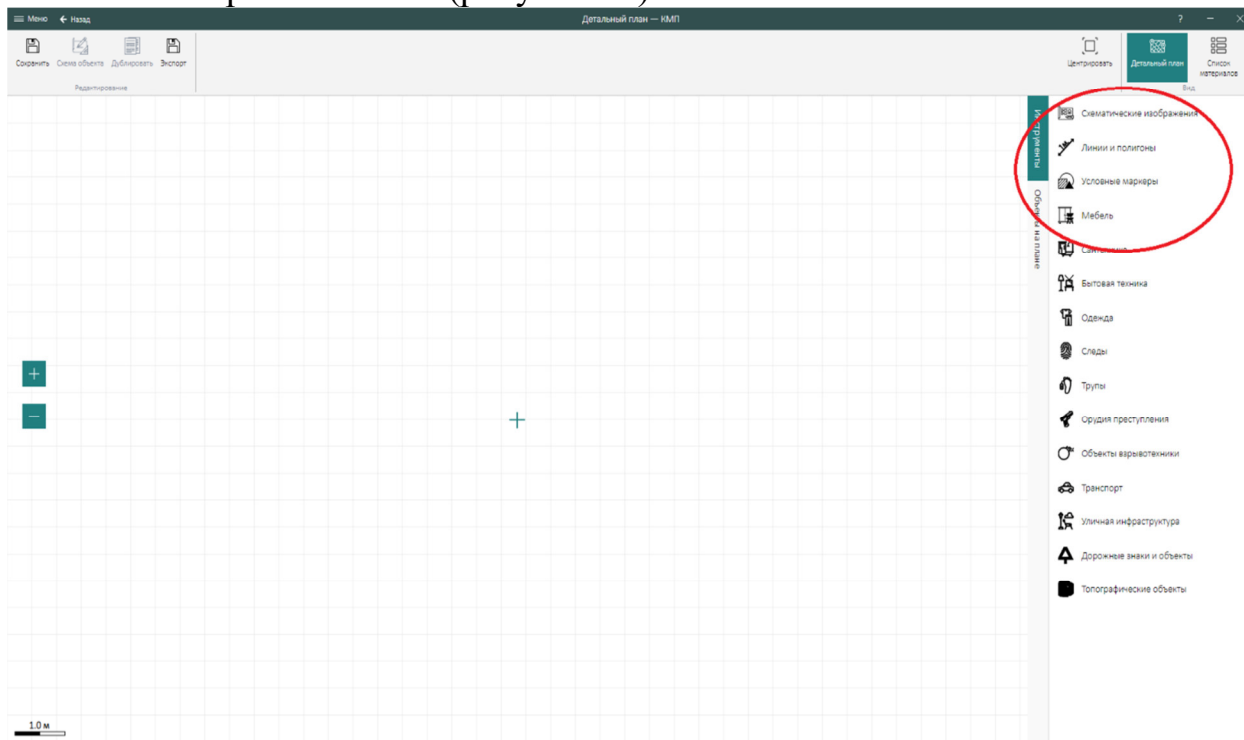 Меню Назад Детальный план — КМП ?
Сохранить Схема объекта Дублировать Экспорт Центрировать Детальный план Список материалов
Редактирование Вид
Инструменты
Объекты на плане
Схематические изображения
Линии и полигоны
Условные маркеры
Мебель
Сантехника
Бытовая техника
Одежда
Следы
Трупы
Орудия преступления
Объекты взрывотехники
Транспорт
Уличная инфраструктура
Дорожные знаки и объекты
Топографические объекты
1.0 м